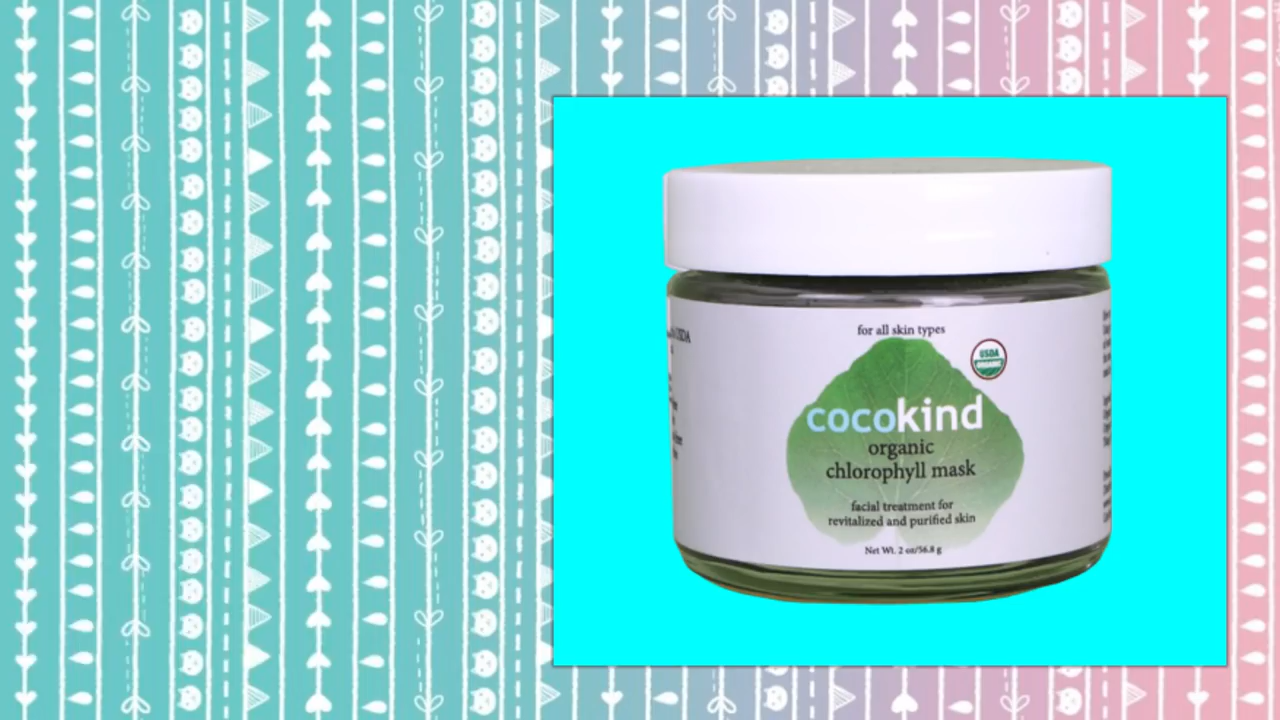 for all skin types
USDA
ORGANIC
cocokind
organic
chlorophyll mask
facial treatment for
revitalized and purified skin
Net Wt. 2 oz/56.8 g
USDA